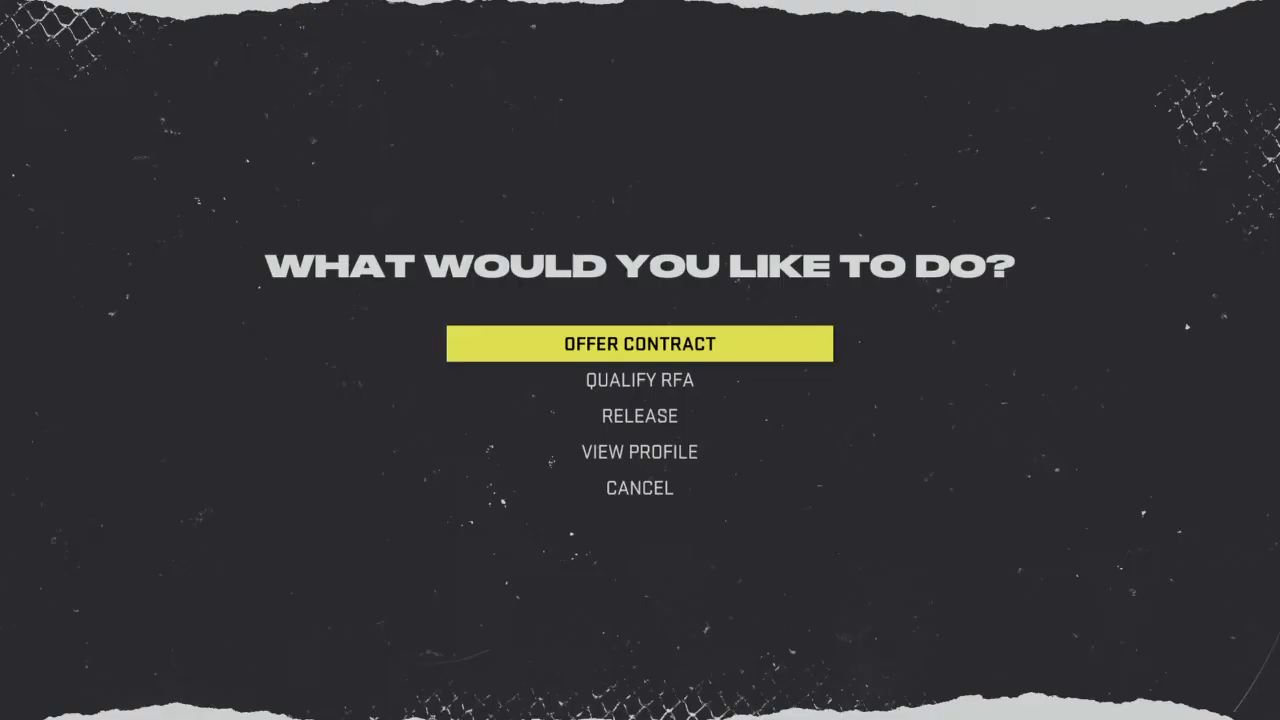 WHAT WOULD YOU LIKE TO DO?
OFFER CONTRACT
QUALIFY RFA
RELEASE
VIEW PROFILE
CANCEL